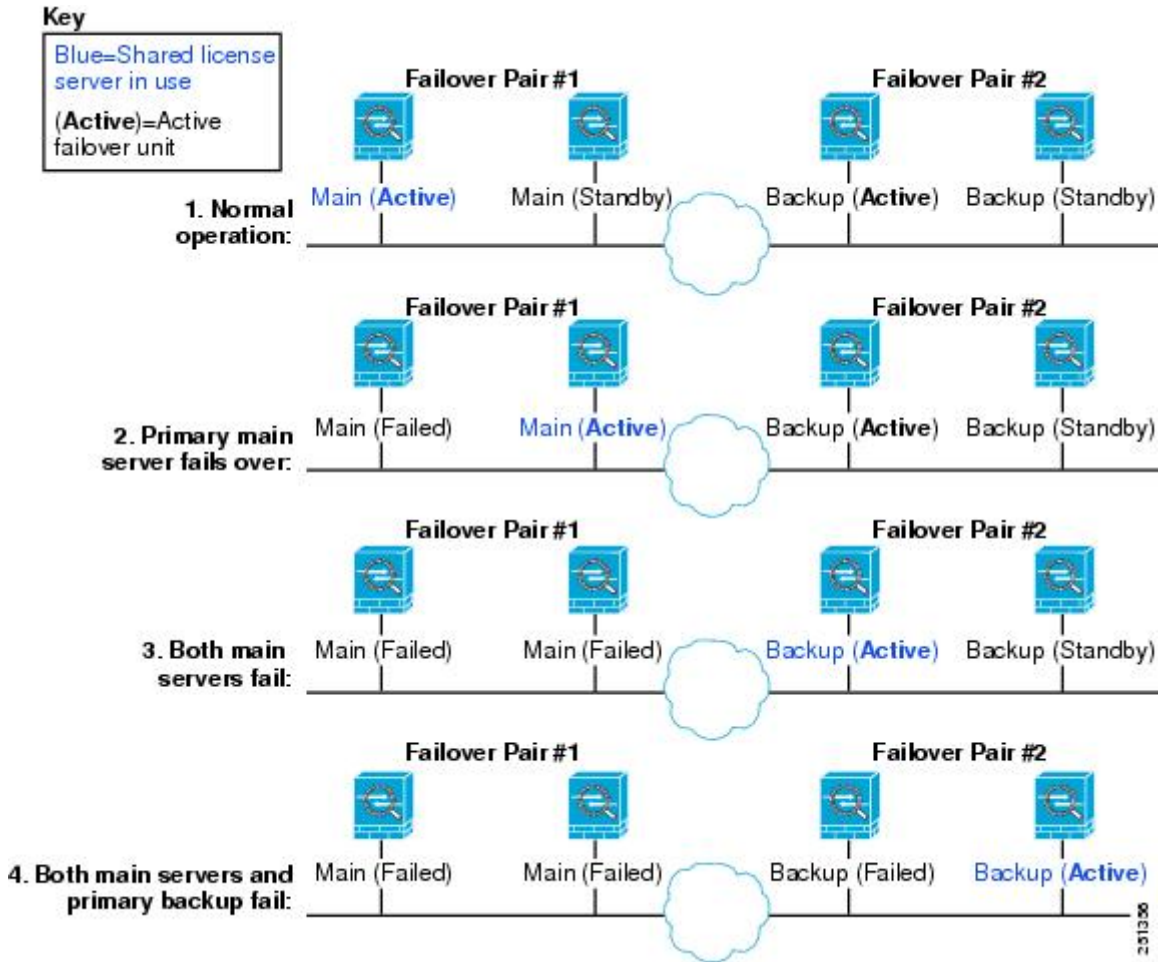 Key
Blue=Shared license
server in use
(Active)=Active
failover unit
Failover Pair #1
Failover Pair #2
1. Normal
operation:
Main (Active)
Main (Standby)
Backup (Active)
Backup (Standby)
Failover Pair #1
Failover Pair #2
2. Primary main
server fails over:
Main (Failed)
Main (Active)
Backup (Active)
Backup (Standby)
Failover Pair #1
Failover Pair #2
3. Both main
servers fail:
Main (Failed)
Main (Failed)
Backup (Active)
Backup (Standby)
Failover Pair #1
Failover Pair #2
4. Both main servers and
primary backup fail:
Main (Failed)
Main (Failed)
Backup (Failed)
Backup (Active)
251356